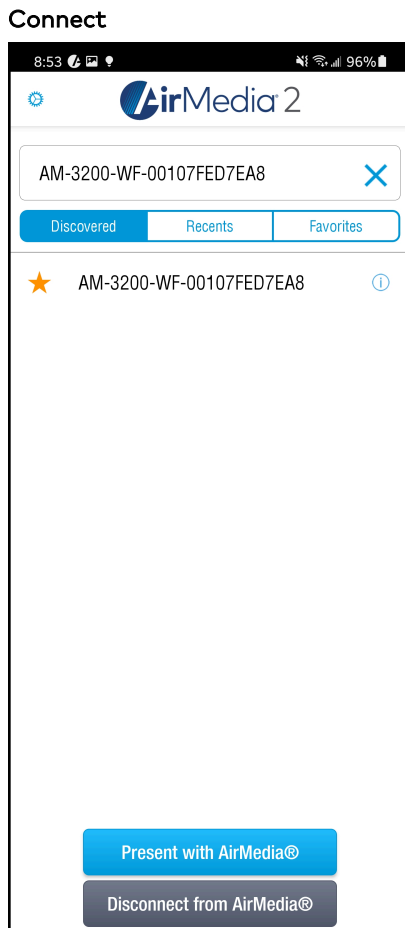 Connect
8:53 96%
AirMedia 2
AM-3200-WF-00107FED7EA8
Discovered Recents Favorites
AM-3200-WF-00107FED7EA8
Present with AirMedia®
Disconnect from AirMedia®